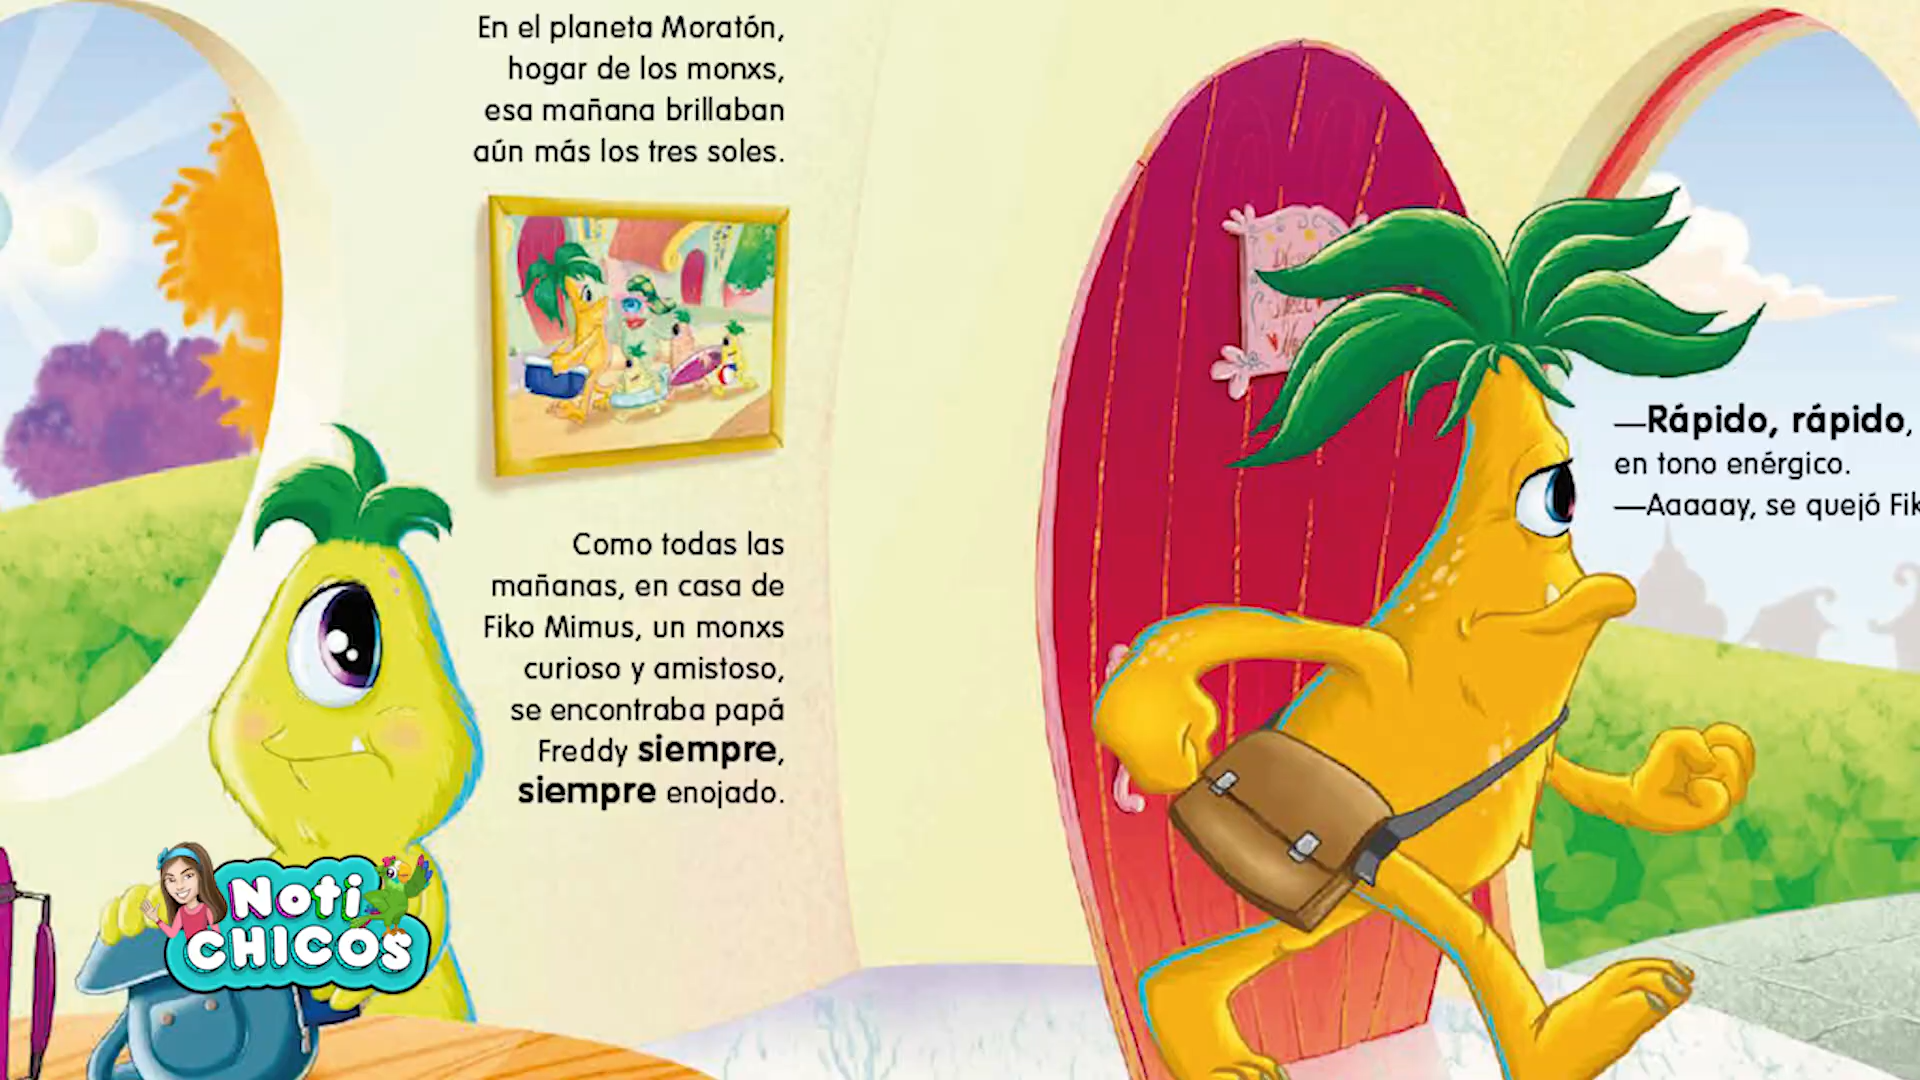 En el planeta Moratón,
hogar de los monxs,
esa mañana brillaban
aún más los tres soles.
Como todas las
mañanas, en casa de
Fiko Mimus, un monxs
curioso y amistoso,
se encontraba papá
Freddy siempre,
siempre enojado.
—Rápido, rápido,
en tono enérgico.
—Aaaaay, se quejó Fik
Noti
CHICOS